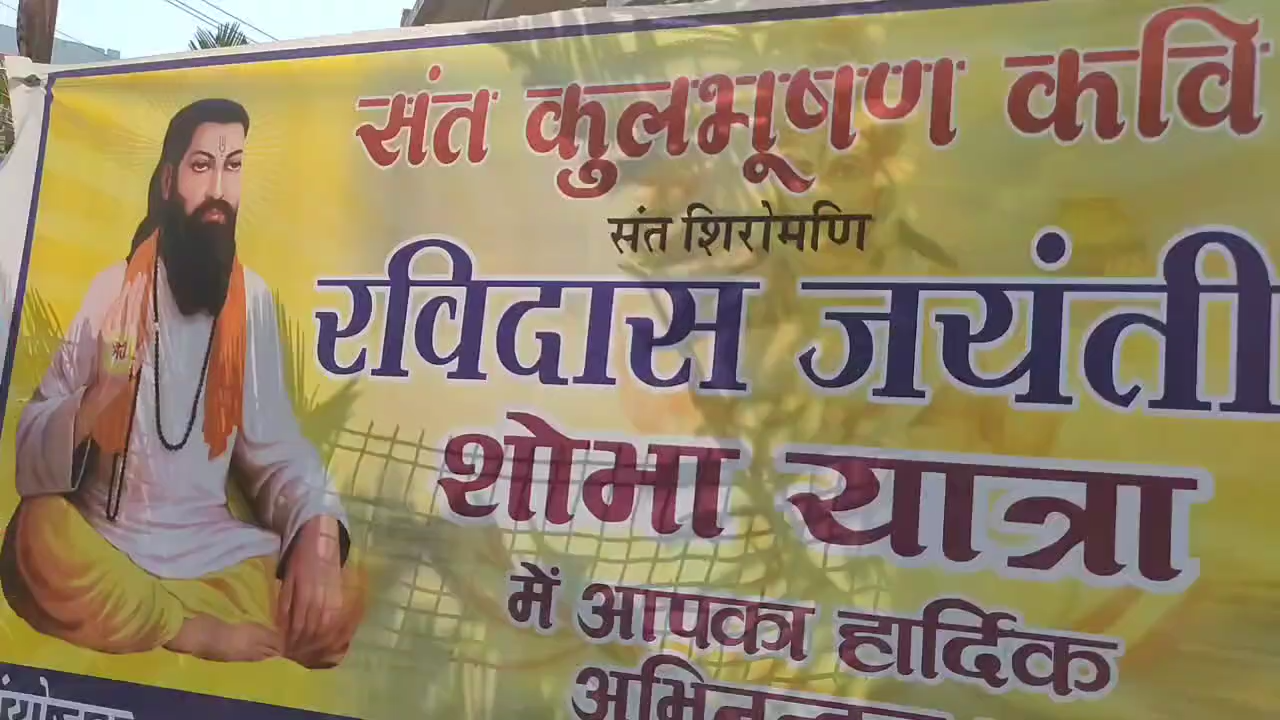 संत कुलभूषण कवि
संत शिरोमणि
रविदास जयंती
शोभा यात्रा
में आपका हार्दिक